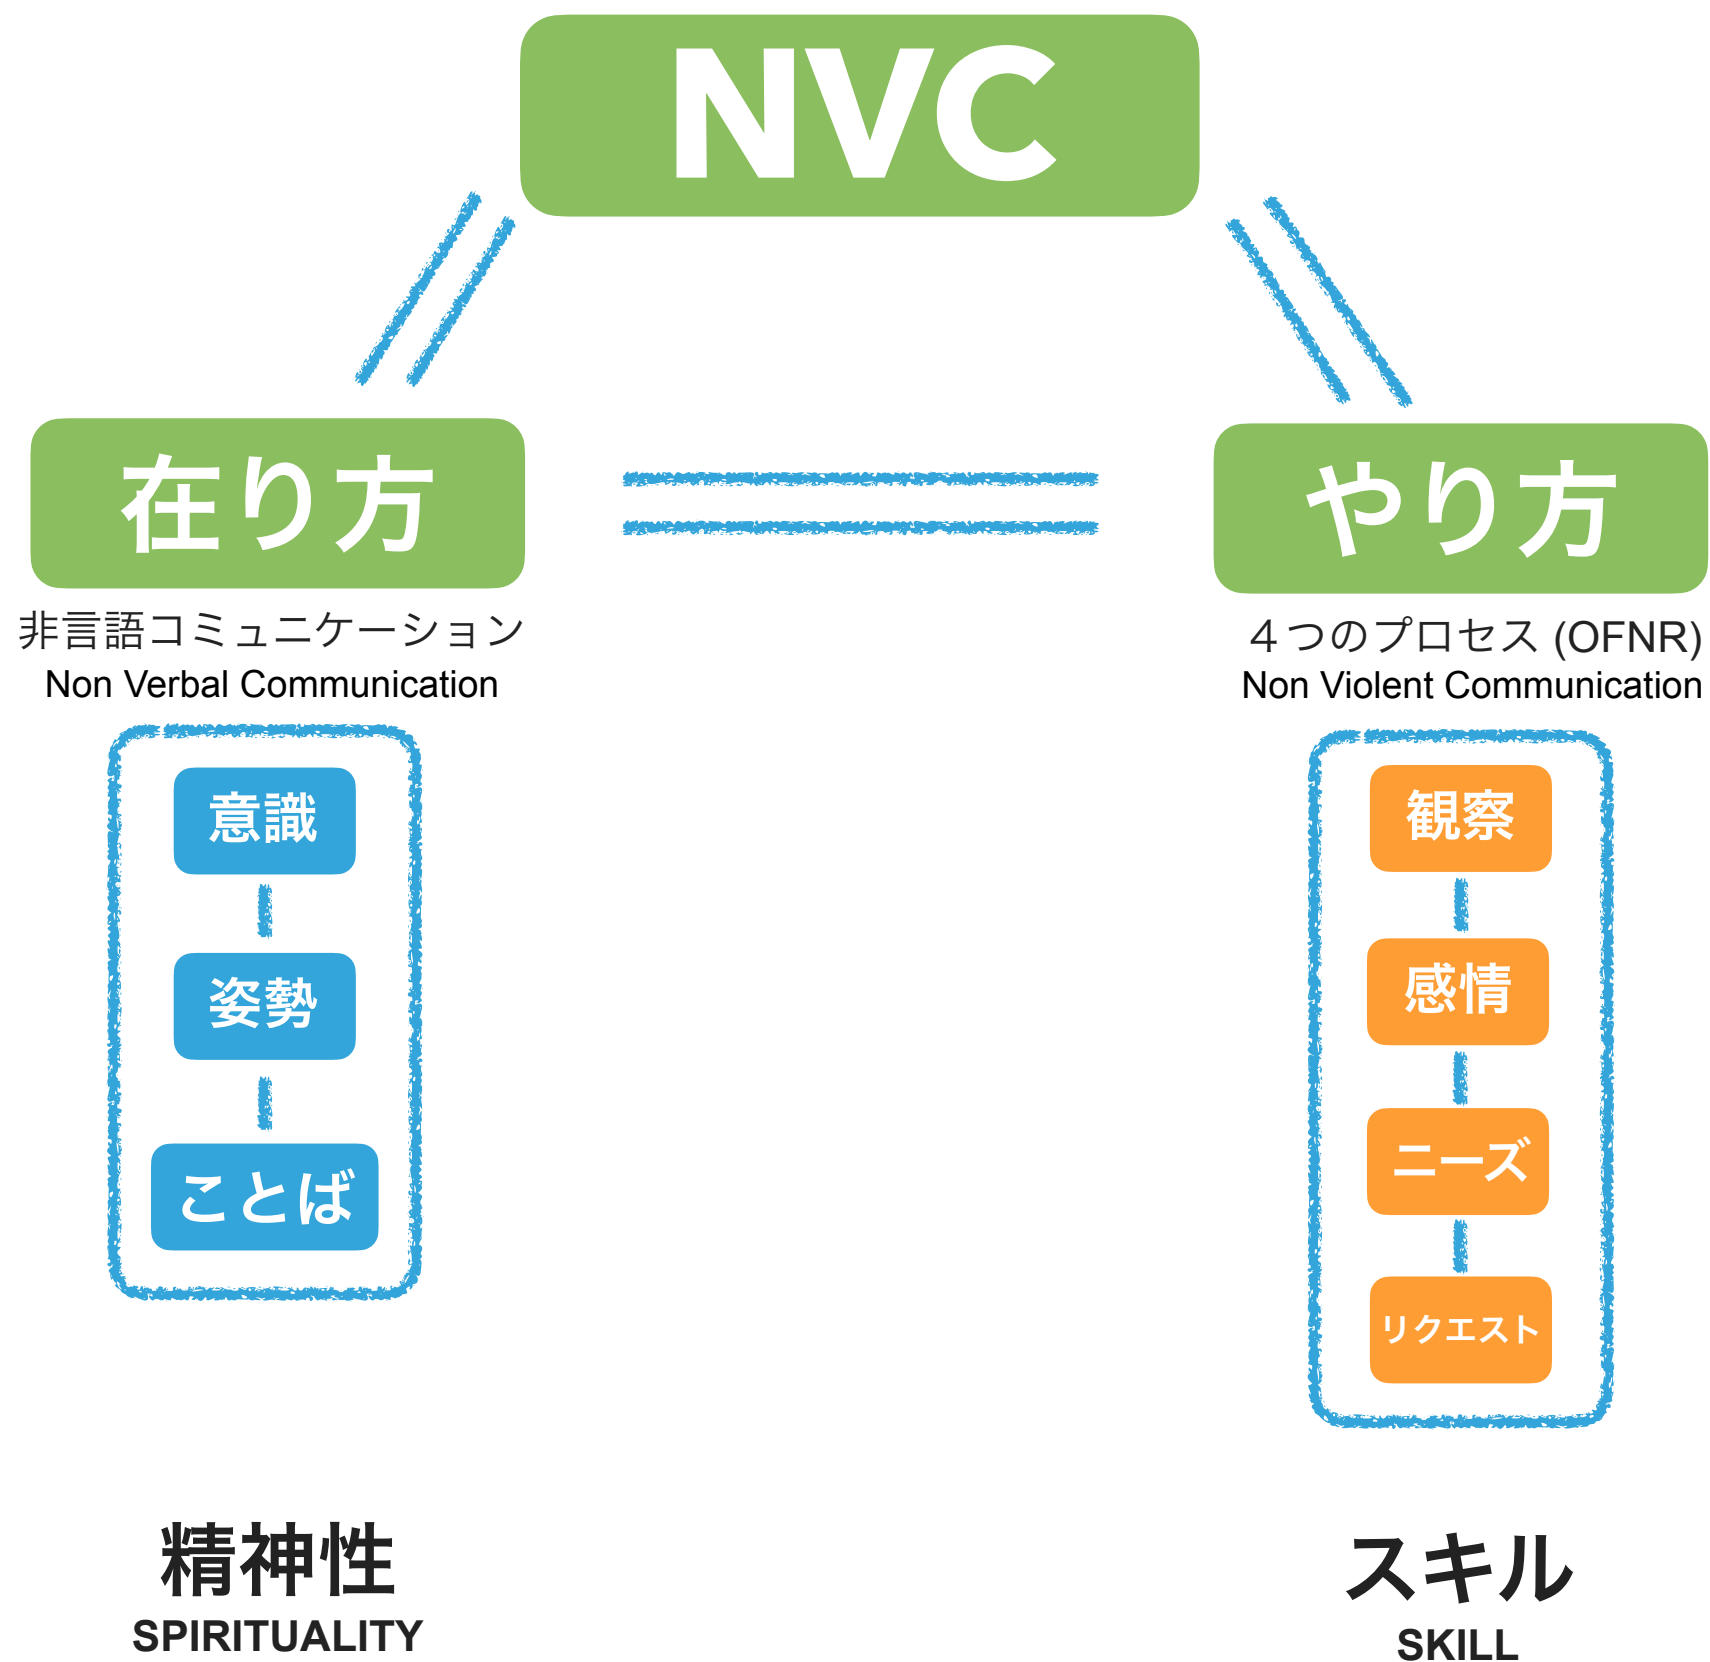 NVC
在り方
非言語コミュニケーション
Non Verbal Communication
意識
姿勢
ことば
精神性
SPIRITUALITY
やり方
４つのプロセス (OFNR)
Non Violent Communication
観察
感情
ニーズ
リクエスト
スキル
SKILL